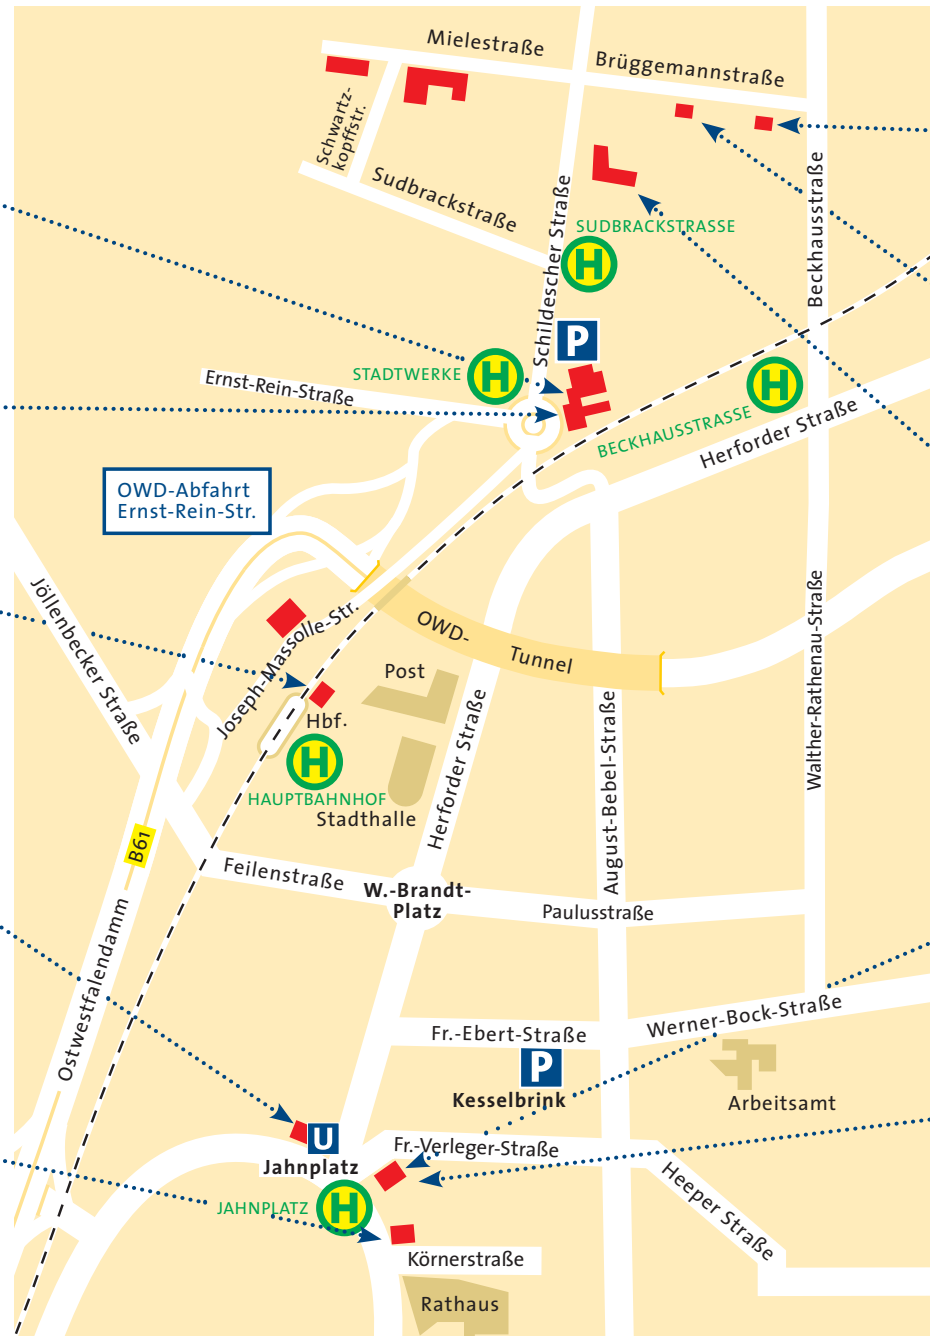 Mielestraße
Brüggemannstraße
Schwartz-
kopffstr.
Sudbrackstraße
Schildescher Straße
Beckhausstraße
SUDBRACKSTRASSE
H
P
STADTWERKE
H
H
Ernst-Rein-Straße
BECKHAUSSTRASSE
Herforder Straße
OWD-Abfahrt
Ernst-Rein-Str.
Jöllenbecker Straße
Joseph-Massolle-Str.
OWD-
Tunnel
Post
Walther-Rathenau-Straße
Hbf.
H
HAUPTBAHNHOF
Stadthalle
Herforder Straße
August-Bebel-Straße
B61
Feilenstraße
W.-Brandt-
Platz
Paulusstraße
Ostwestfalendamm
Fr.-Ebert-Straße
Werner-Bock-Straße
P
Kesselbrink
Arbeitsamt
U
Jahnplatz
Fr.-Verleger-Straße
JAHNPLATZ
H
Heeper Straße
Körnerstraße
Rathaus